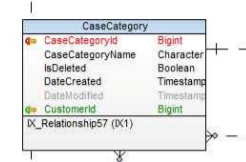 CaseCategory
CaseCategoryId Bigint
CaseCategoryName Character
IsDeleted Boolean
DateCreated Timestamp
DateModified Timestamp
CustomerId Bigint
IX_Relationship57 (IX1)